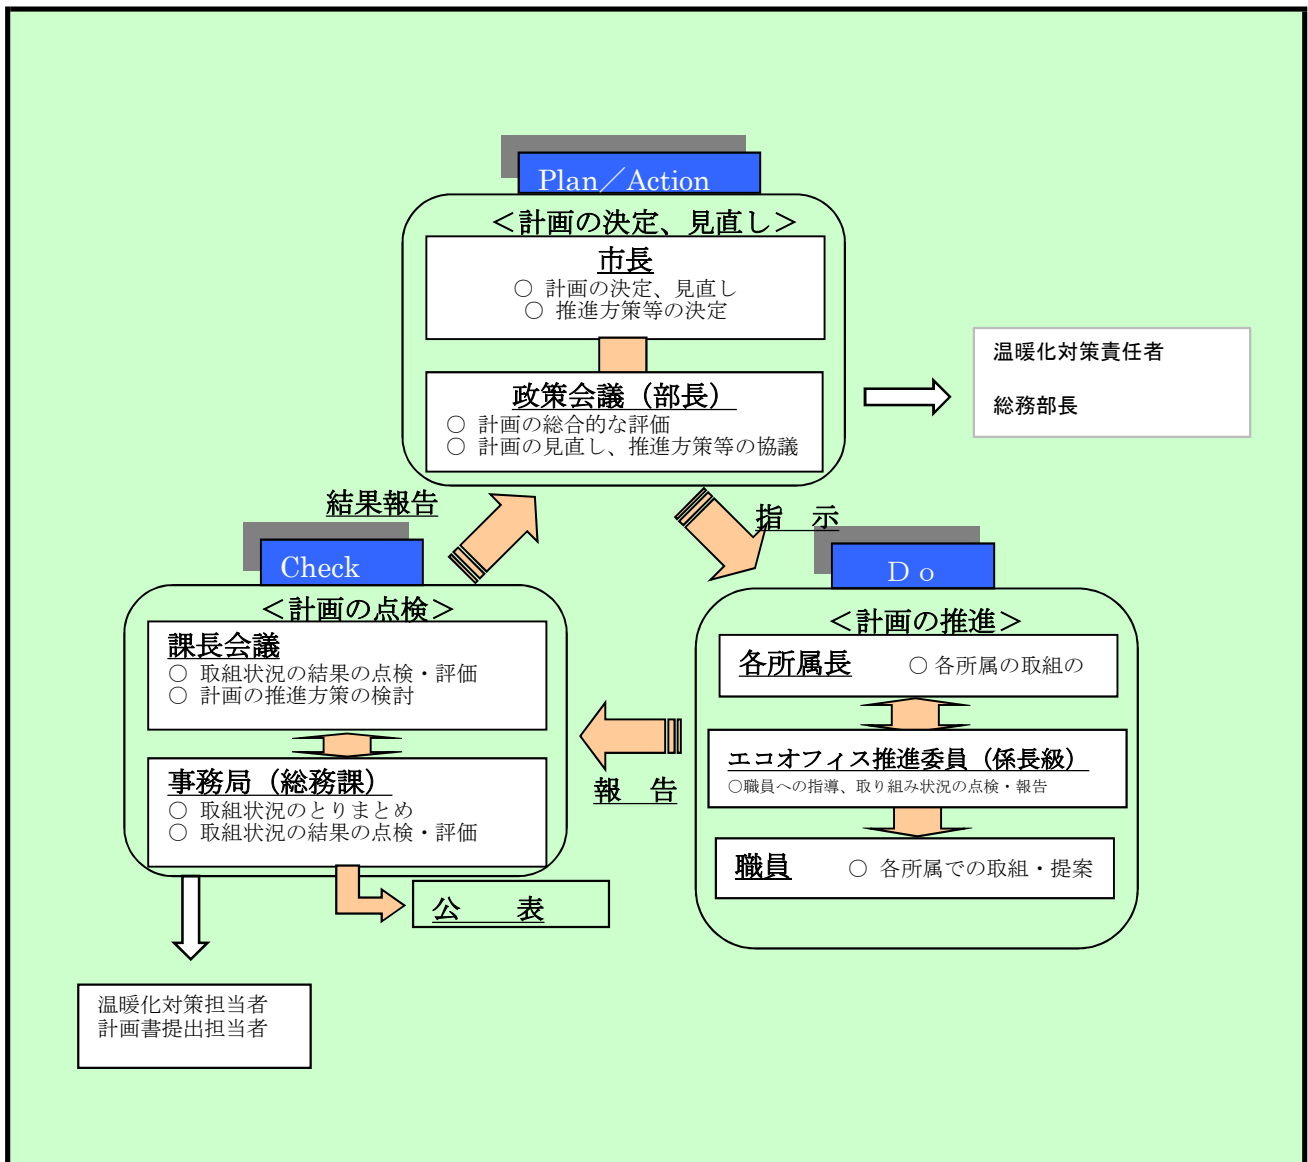 Plan／Action
＜計画の決定、見直し＞
市長
○ 計画の決定、見直し
○ 推進方策等の決定
政策会議（部長）
○ 計画の総合的な評価
○ 計画の見直し、推進方策等の協議
温暖化対策責任者
総務部長
結果報告
指　示
Check
＜計画の点検＞
課長会議
○ 取組状況の結果の点検・評価
○ 計画の推進方策の検討
事務局（総務課）
○ 取組状況のとりまとめ
○ 取組状況の結果の点検・評価
報　告
Ｄｏ
＜計画の推進＞
各所属長　○各所属の取組の
エコオフィス推進委員（係長級）
○職員への指導、取り組み状況の点検・報告
職員　○ 各所属での取組・提案
公　　表
温暖化対策担当者
計画書提出担当者